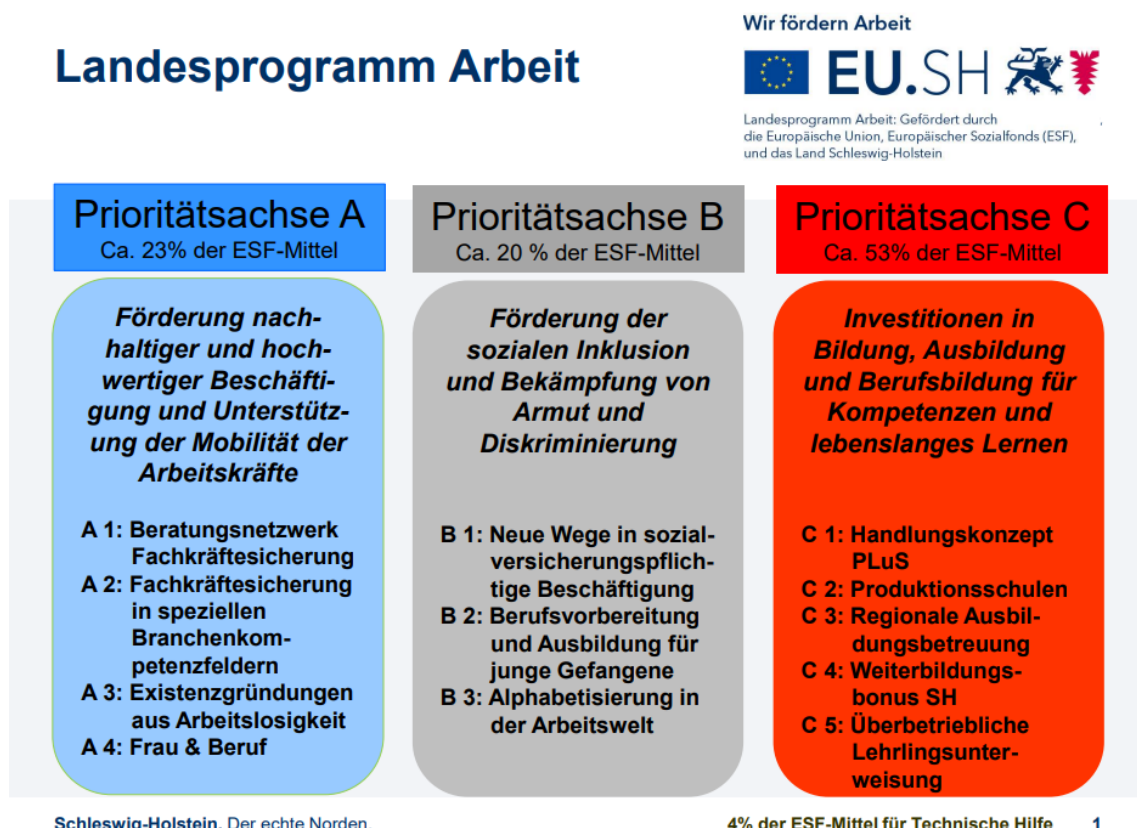 Landesprogramm Arbeit
Wir fördern Arbeit
EU.SH
Landesprogramm Arbeit: Gefördert durch
die Europäische Union, Europäischer Sozialfonds (ESF),
und das Land Schleswig-Holstein
Prioritätsachse A
Ca. 23% der ESF-Mittel
Förderung nach-
haltiger und hoch-
wertiger Beschäfti-
gung und Unterstütz-
ung der Mobilität der
Arbeitskräfte
A 1: Beratungsnetzwerk
Fachkräftesicherung
A 2: Fachkräftesicherung
in speziellen
Branchenkom-
petenzfeldern
A 3: Existenzgründungen
aus Arbeitslosigkeit
A 4: Frau & Beruf
Prioritätsachse B
Ca. 20 % der ESF-Mittel
Förderung der
sozialen Inklusion
und Bekämpfung von
Armut und
Diskriminierung
B 1: Neue Wege in sozial-
versicherungspflich-
tige Beschäftigung
B 2: Berufsvorbereitung
und Ausbildung für
junge Gefangene
B 3: Alphabetisierung in
der Arbeitswelt
Prioritätsachse C
Ca. 53% der ESF-Mittel
Investitionen in
Bildung, Ausbildung
und Berufsbildung für
Kompetenzen und
lebenslanges Lernen
C 1: Handlungskonzept
PLuS
C 2: Produktionsschulen
C 3: Regionale Ausbil-
dungsbetreuung
C 4: Weiterbildungs-
bonus SH
C 5: Überbetriebliche
Lehrlingsunter-
weisung
Schleswig-Holstein. Der echte Norden.
4% der ESF-Mittel für Technische Hilfe 1